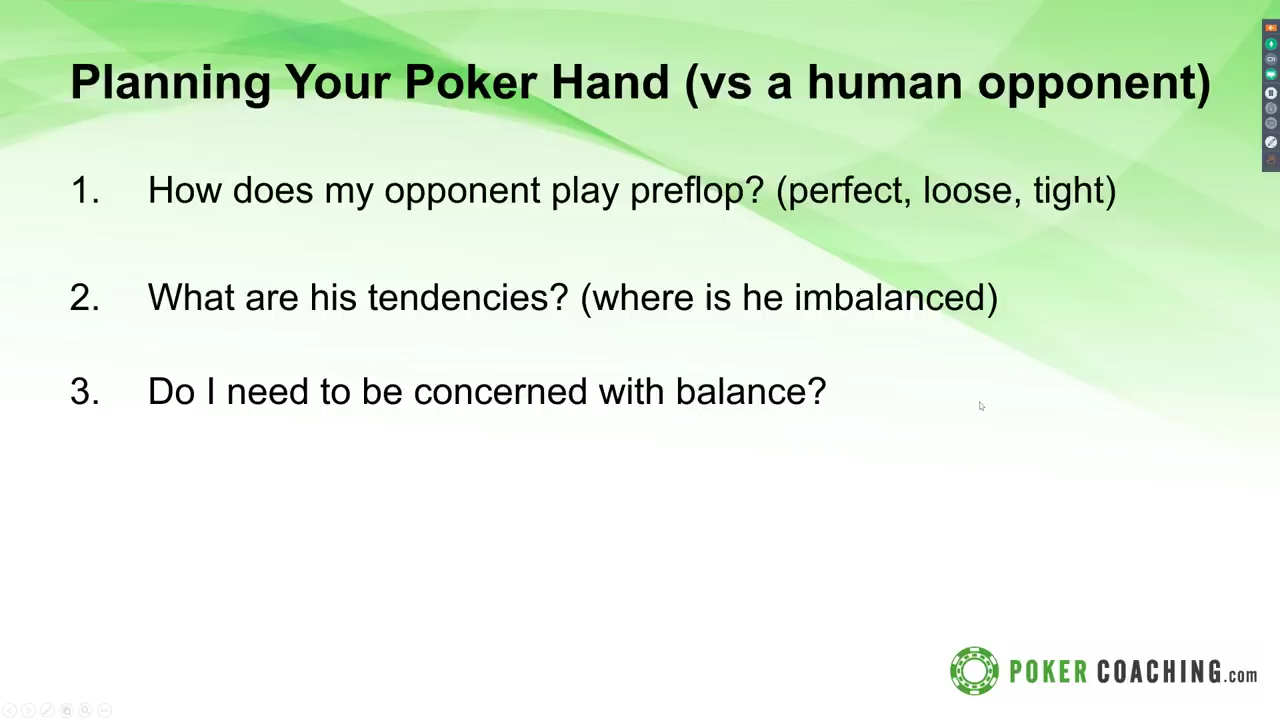 Planning Your Poker Hand (vs a human opponent)
1. How does my opponent play preflop? (perfect, loose, tight)
2. What are his tendencies? (where is he imbalanced)
3. Do I need to be concerned with balance?
POKER COACHING.com